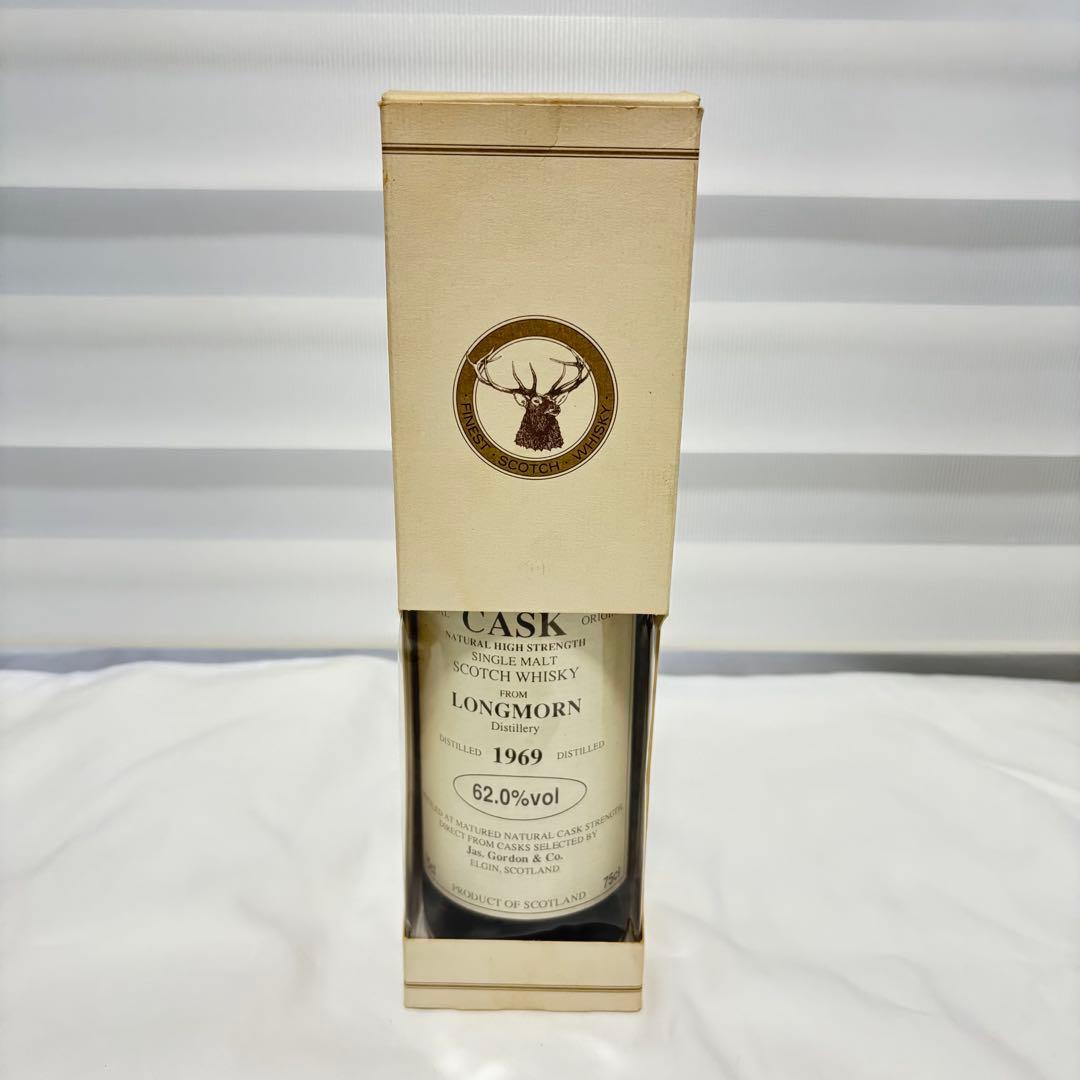 · FINEST · SCOTCH · WHISKY ·
CASK
NATURAL HIGH STRENGTH
SINGLE MALT
SCOTCH WHISKY
FROM
LONGMORN
Distillery
DISTILLED 1969 DISTILLED
62.0%vol
AT MATURED NATURAL CASK STRENGTH,
DIRECT FROM CASKS SELECTED BY
Jas. Gordon & Co.
ELGIN, SCOTLAND
75cl
PRODUCT OF SCOTLAND